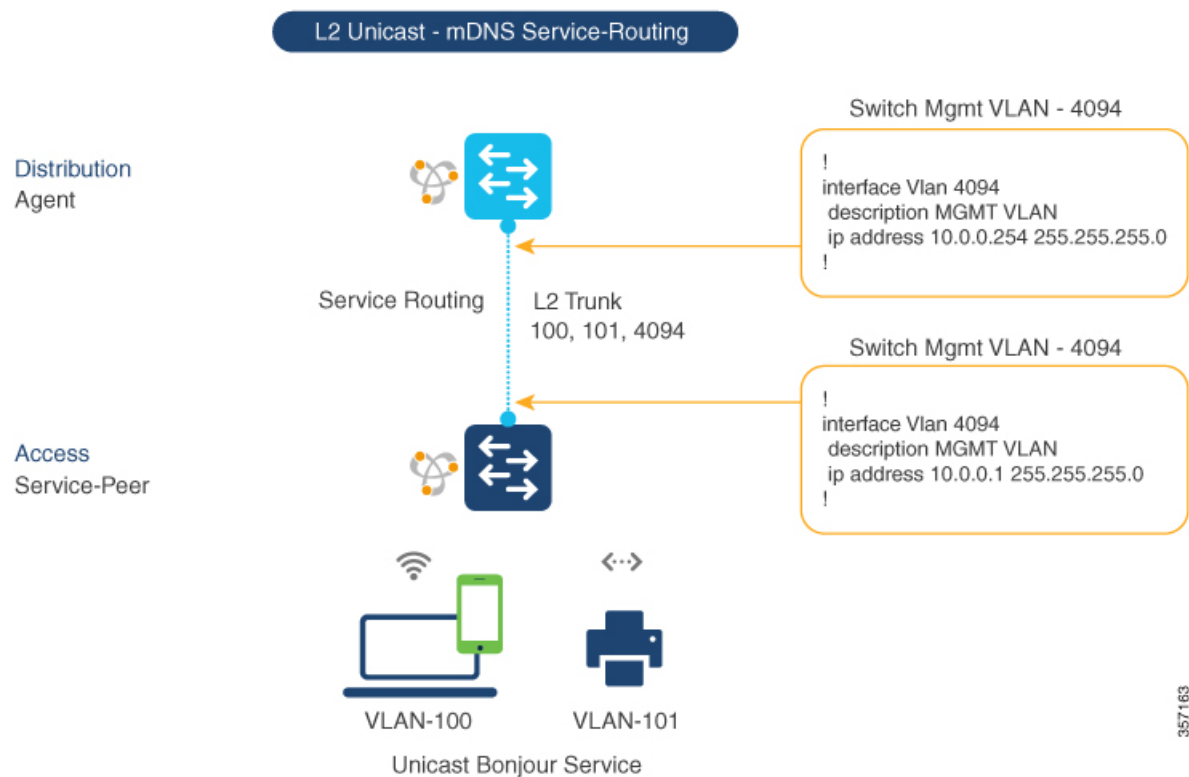 L2 Unicast - mDNS Service-Routing
Switch Mgmt VLAN - 4094
!
interface Vlan 4094
description MGMT VLAN
ip address 10.0.0.254 255.255.255.0
!
Distribution
Agent
Service Routing
L2 Trunk
100, 101, 4094
Switch Mgmt VLAN - 4094
!
interface Vlan 4094
description MGMT VLAN
ip address 10.0.0.1 255.255.255.0
!
Access
Service-Peer
VLAN-100
VLAN-101
Unicast Bonjour Service
357163